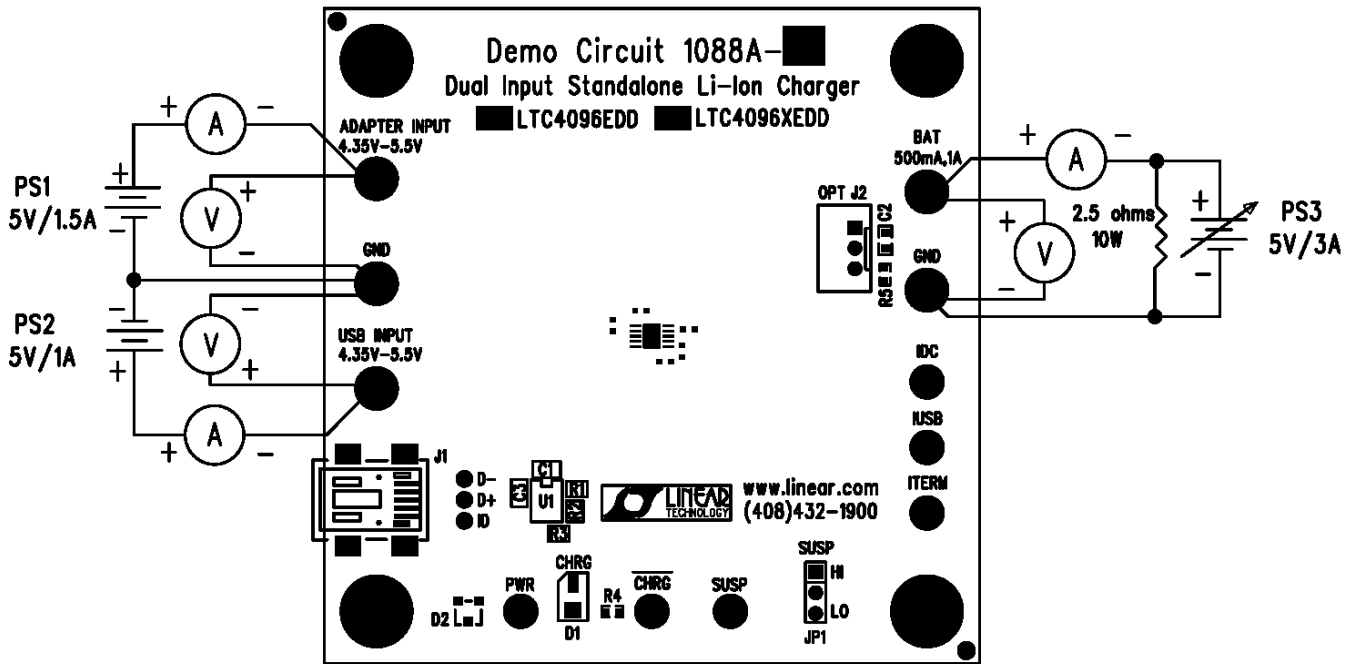 Demo Circuit 1088A-
Dual Input Standalone Li-Ion Charger
LTC4096EDD LTC4096XEDD
+ A -
ADAPTER INPUT
4.35V-5.5V
PS1
5V/1.5A
+
-
V
+
-
GND
PS2
5V/1A
-
+
V
-
+
USB INPUT
4.35V-5.5V
+ A -
BAT
500mA,1A
+ A -
OPT J2
C2
R5
GND
+
V
-
2.5 ohms
10W
+
-
PS3
5V/3A
IDC
IUSB
ITERM
J1
D-
D+
ID
C1
C3
U1
R1
R2
R3
LINEAR
TECHNOLOGY
www.linear.com
(408)432-1900
D2
PWR
CHRG
D1
R4
CHRG
SUSP
SUSP
HI
LO
JP1